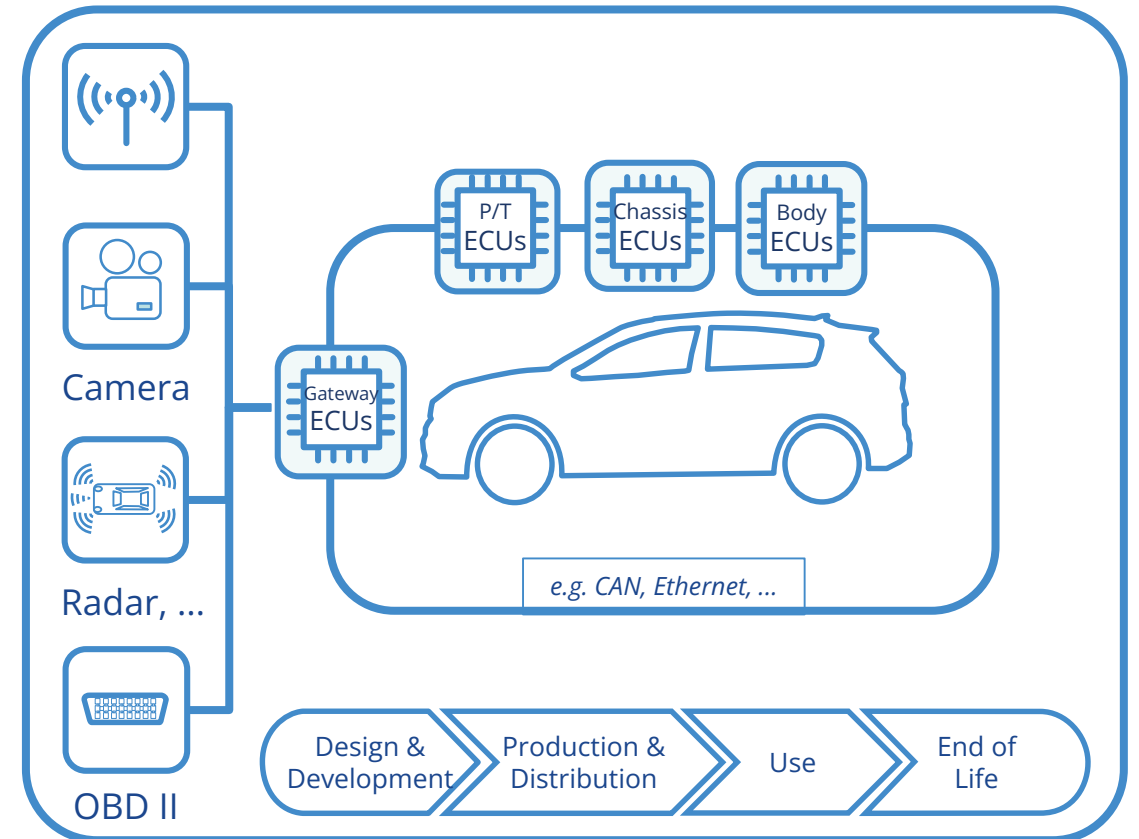 P/T
ECUs
Chassis
ECUs
Body
ECUs
Camera
Gateway
ECUs
Radar, ...
e.g. CAN, Ethernet, ...
OBD II
Design &
Development
Production &
Distribution
Use
End of
Life